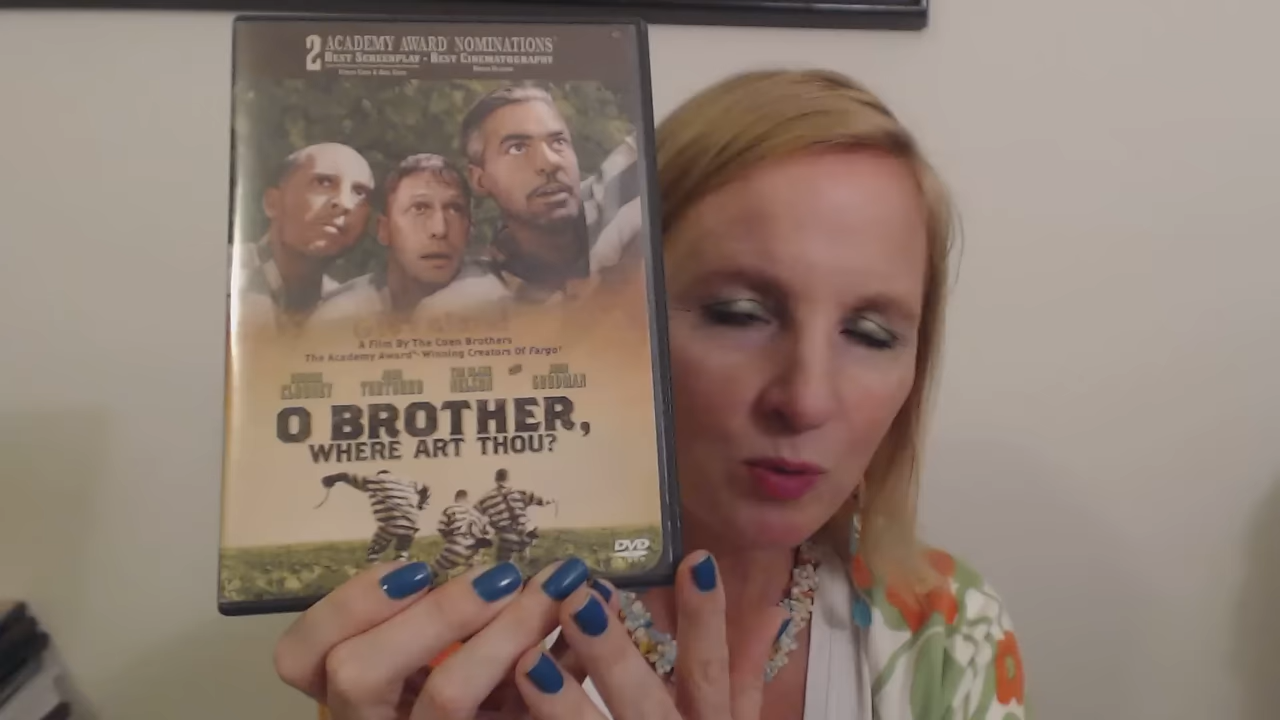 2 ACADEMY AWARD NOMINATIONS
BEST SCREENPLAY - BEST CINEMATOGRAPHY
A Film By The Coen Brothers
The Academy Award®-Winning Creators Of Fargo
CLOONEY TURTURRO NELSON GOODMAN
O BROTHER,
WHERE ART THOU?
DVD